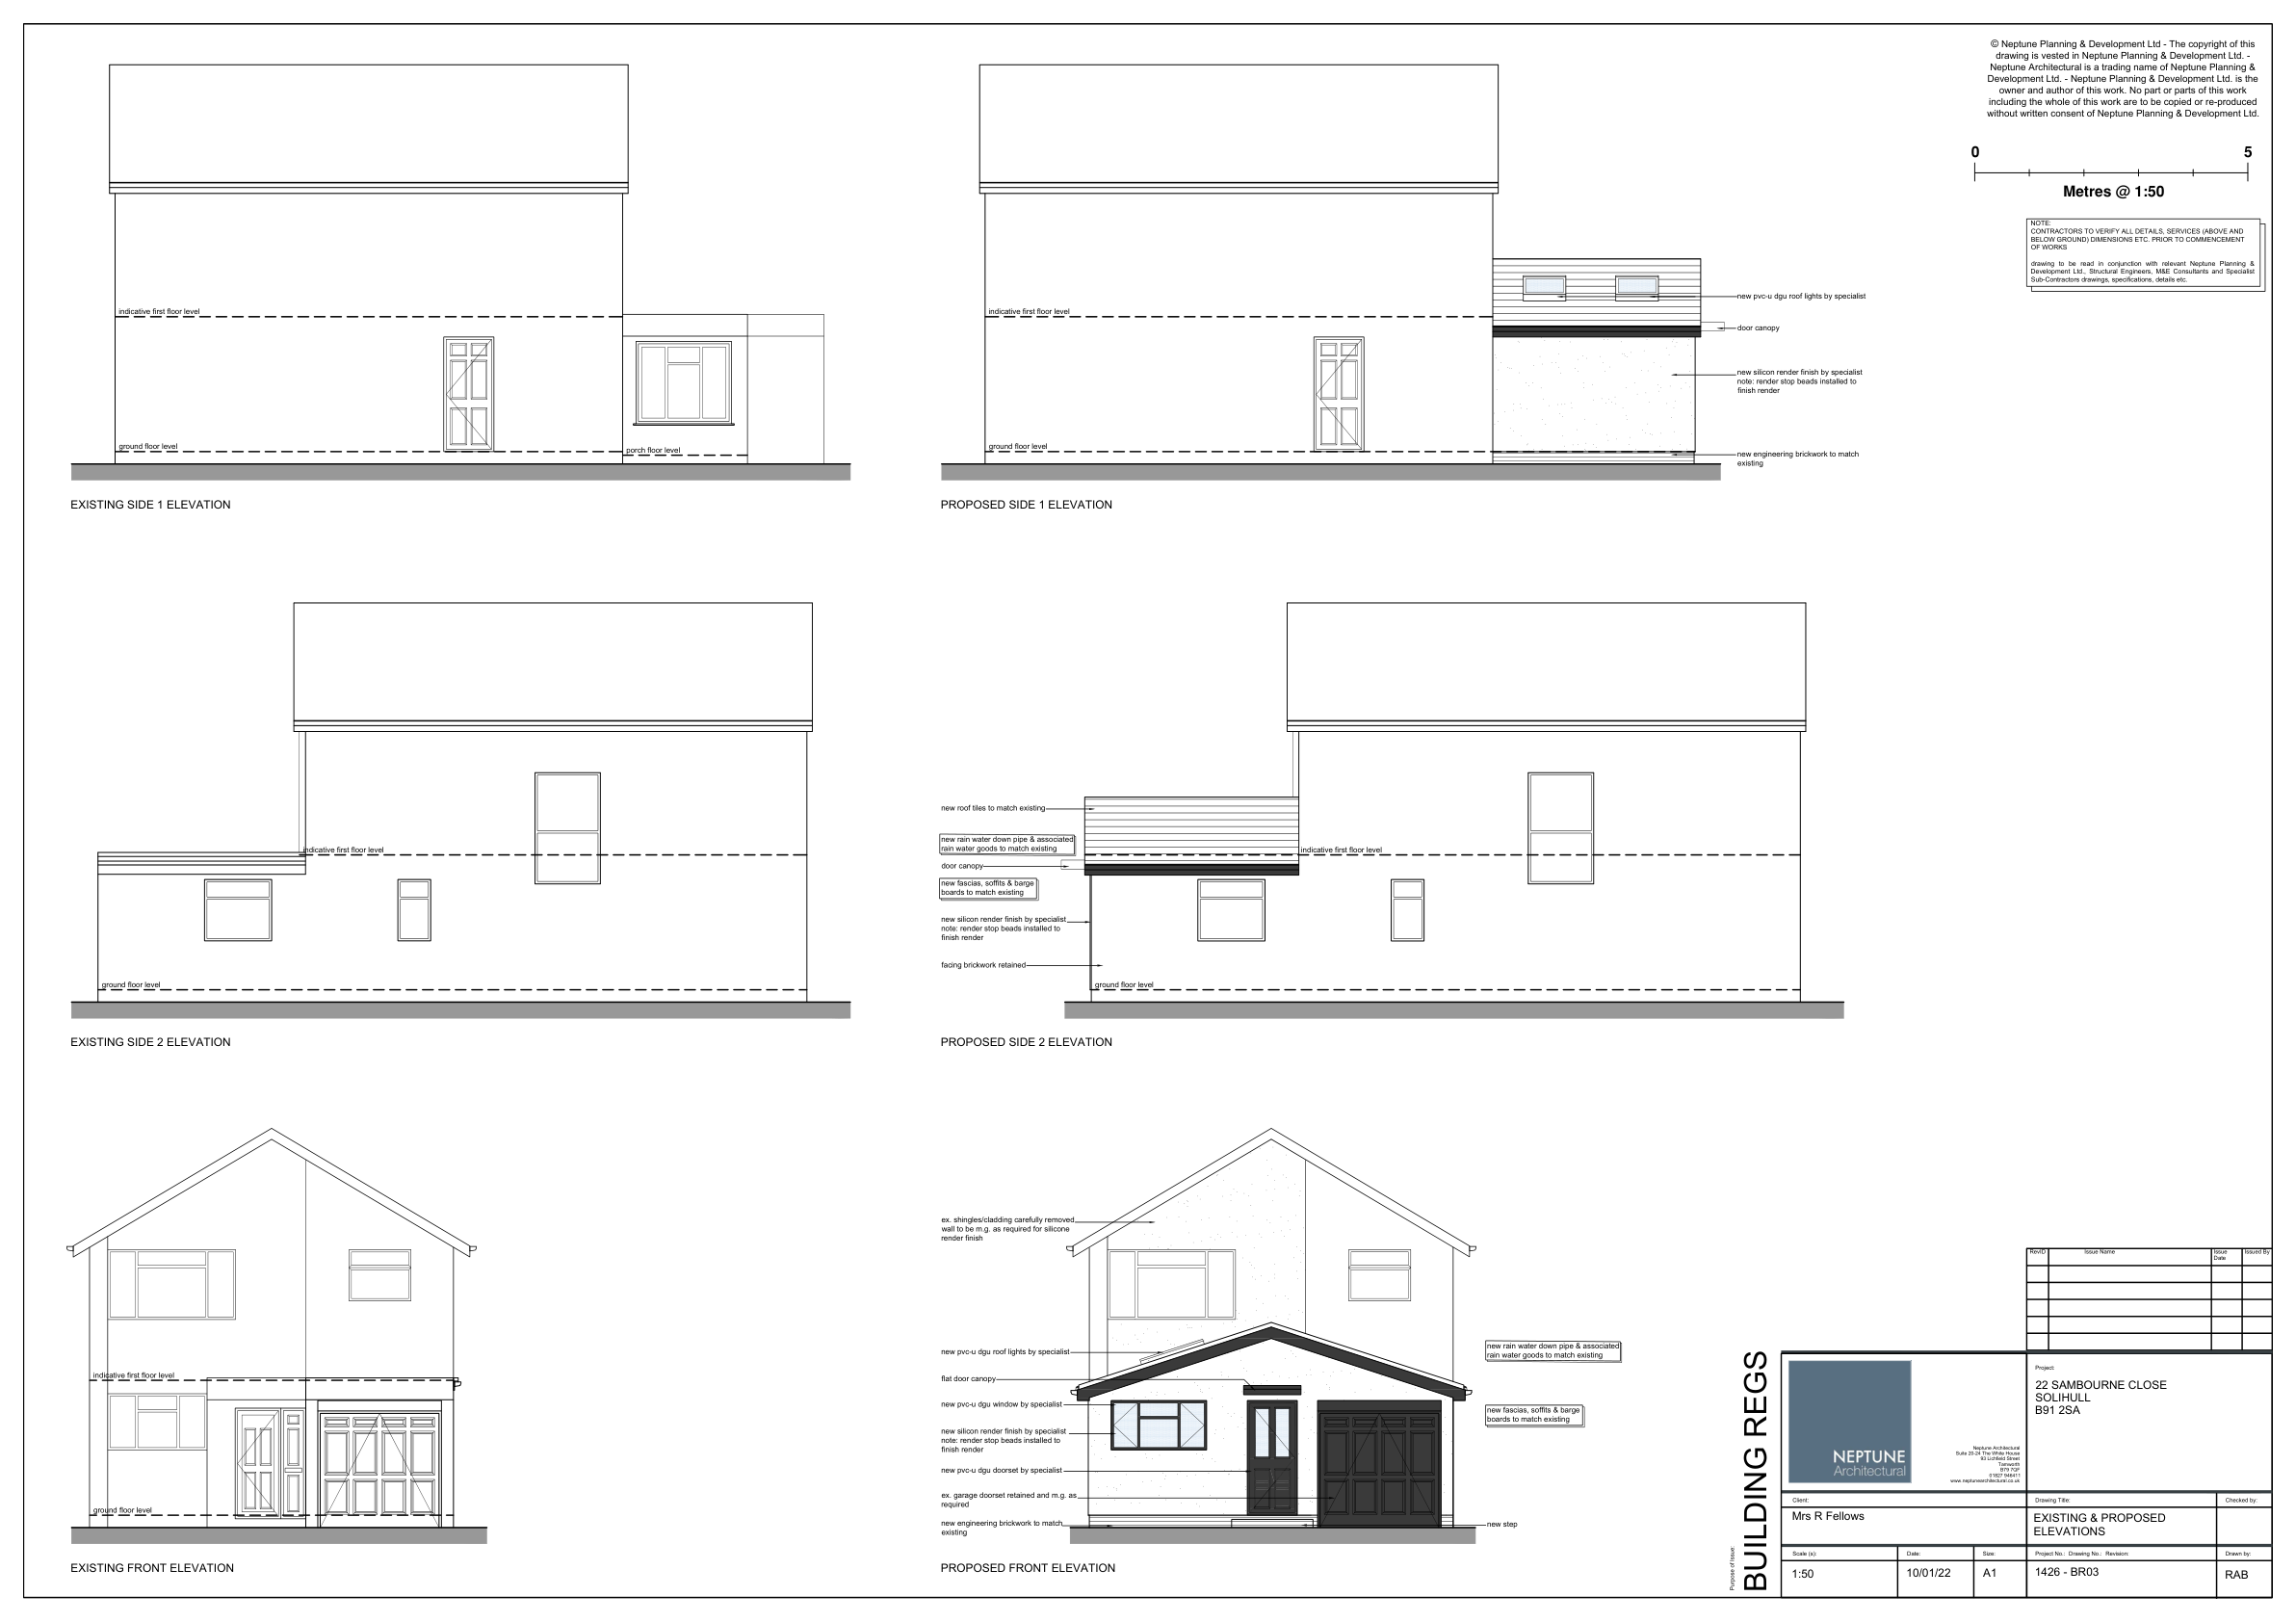 © Neptune Planning & Development Ltd - The copyright of this
drawing is vested in Neptune Planning & Development Ltd. -
Neptune Architectural is a trading name of Neptune Planning &
Development Ltd. - Neptune Planning & Development Ltd. is the
owner and author of this work. No part or parts of this work
including the whole of this work are to be copied or re-produced
without written consent of Neptune Planning & Development Ltd.
0
5
Metres @ 1:50
NOTE:
CONTRACTORS TO VERIFY ALL DETAILS, SERVICES (ABOVE AND
BELOW GROUND) DIMENSIONS ETC. PRIOR TO COMMENCEMENT
OF WORKS
drawing to be read in conjunction with relevant Neptune Planning &
Development Ltd., Structural Engineers, M&E Consultants and Specialist
Sub-Contractors drawings, specifications, details etc.
indicative first floor level
ground floor level
porch floor level
EXISTING SIDE 1 ELEVATION
indicative first floor level
ground floor level
new pvc-u dgu roof lights by specialist
door canopy
new silicon render finish by specialist
note: render stop beads installed to
finish render
new engineering brickwork to match
existing
PROPOSED SIDE 1 ELEVATION
indicative first floor level
ground floor level
EXISTING SIDE 2 ELEVATION
new roof tiles to match existing
new rain water down pipe & associated
rain water goods to match existing
door canopy
new fascias, soffits & barge
boards to match existing
new silicon render finish by specialist
note: render stop beads installed to
finish render
facing brickwork retained
indicative first floor level
ground floor level
PROPOSED SIDE 2 ELEVATION
indicative first floor level
ground floor level
EXISTING FRONT ELEVATION
ex. shingles/cladding carefully removed
wall to be m.g. as required for silicone
render finish
new pvc-u dgu roof lights by specialist
flat door canopy
new pvc-u dgu window by specialist
new silicon render finish by specialist
note: render stop beads installed to
finish render
new pvc-u dgu doorset by specialist
ex. garage doorset retained and m.g. as
required
new engineering brickwork to match
existing
new rain water down pipe & associated
rain water goods to match existing
new fascias, soffits & barge
boards to match existing
new step
PROPOSED FRONT ELEVATION
RevID
Issue Name
Issue
Date
Issued By
Purpose of Issue:
BUILDING REGS
NEPTUNE
Architectural
Neptune Architectural
Suite 23-24 The White House
93 Lichfield Street
Tamworth
B79 7QF
01827 948411
www.neptunearchitectural.co.uk
Project:
22 SAMBOURNE CLOSE
SOLIHULL
B91 2SA
Client:
Mrs R Fellows
Drawing Title:
EXISTING & PROPOSED
ELEVATIONS
Checked by:
Scale (s):
1:50
Date:
10/01/22
Size:
A1
Project No.: Drawing No.: Revision:
1426 - BR03
Drawn by:
RAB